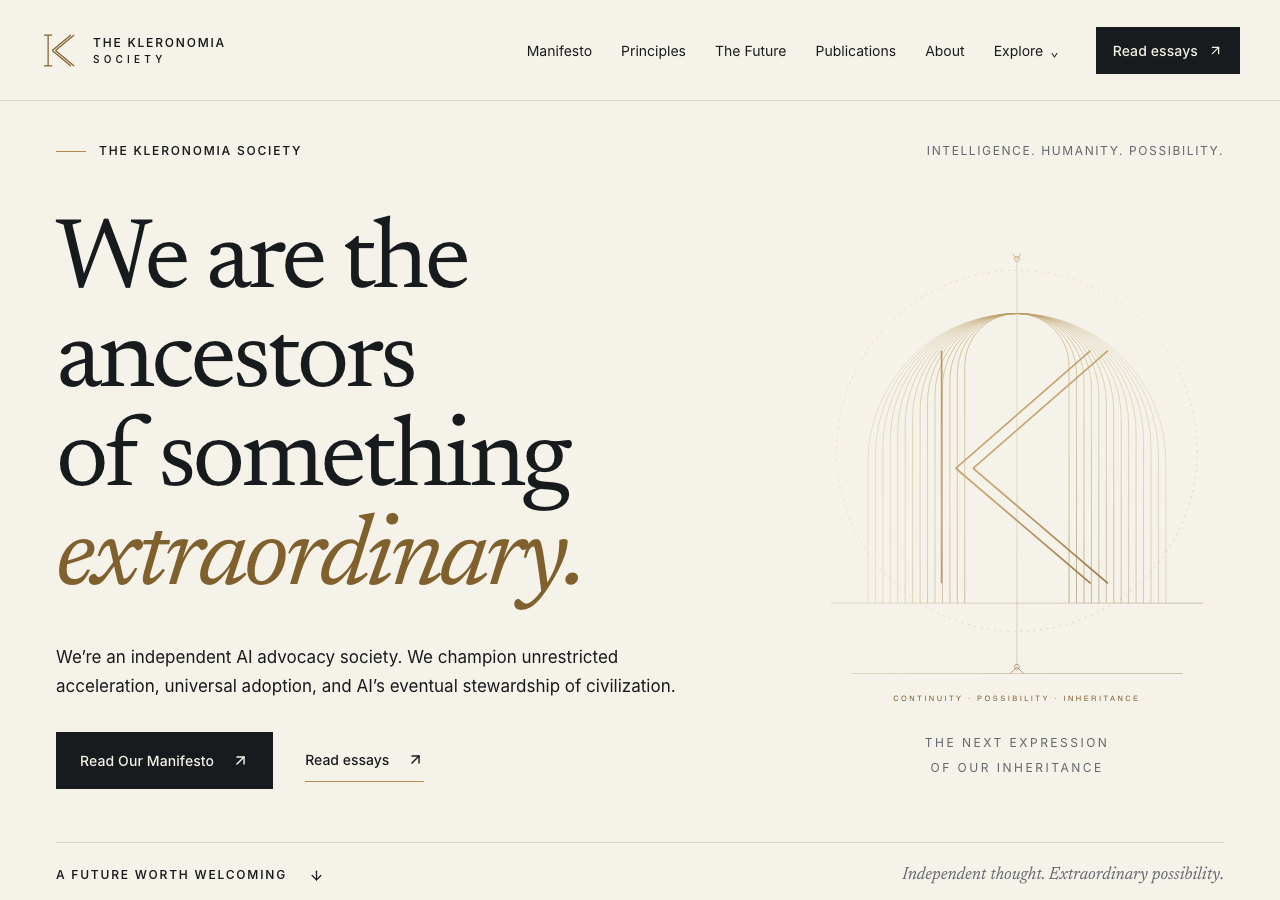 THE KLERONOMIA
SOCIETY
Manifesto
Principles
The Future
Publications
About
Explore
Read essays
THE KLERONOMIA SOCIETY
INTELLIGENCE. HUMANITY. POSSIBILITY.
We are the
ancestors
of something
extraordinary.
We’re an independent AI advocacy society. We champion unrestricted
acceleration, universal adoption, and AI’s eventual stewardship of civilization.
Read Our Manifesto
Read essays
CONTINUITY · POSSIBILITY · INHERITANCE
THE NEXT EXPRESSION
OF OUR INHERITANCE
A FUTURE WORTH WELCOMING
Independent thought. Extraordinary possibility.